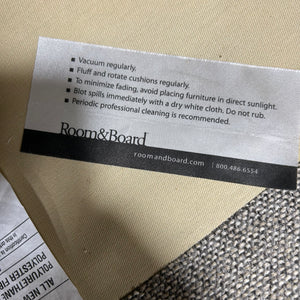 ▪ Vacuum regularly.
▪ Fluff and rotate cushions regularly.
▪ To minimize fading, avoid placing furniture in direct sunlight.
▪ Blot spills immediately with a dry white cloth. Do not rub.
▪ Periodic professional cleaning is recommended.
Room&Board
roomandboard.com | 800.486.6554
ALL NEW
POLYURETHANE
POLYESTER FI